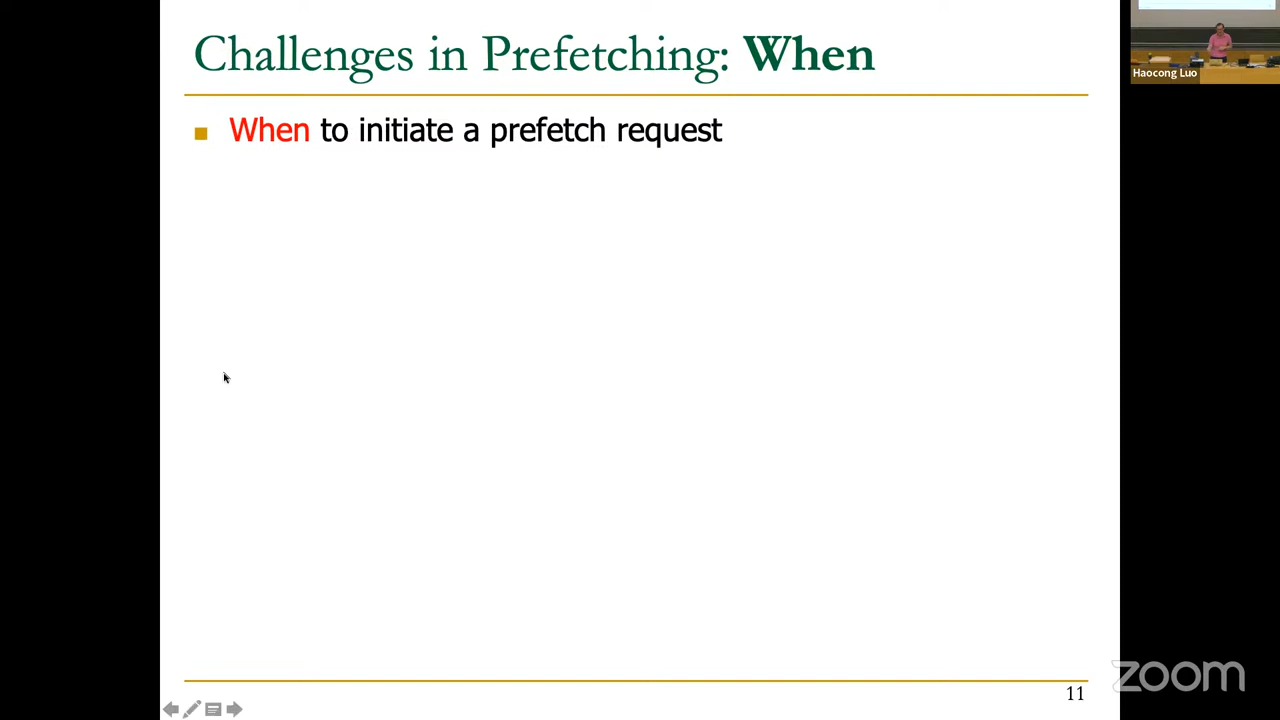 Challenges in Prefetching: When
Haocong Luo
When to initiate a prefetch request
11
zoom